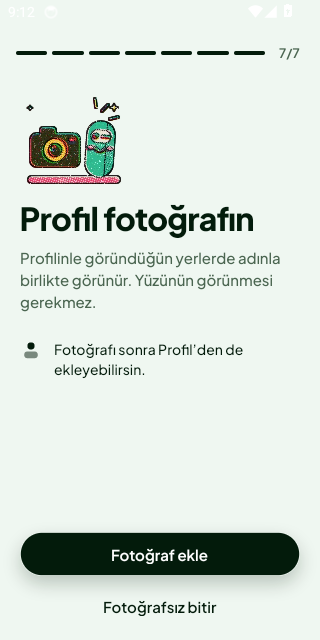 9:12
7/7
Profil fotoğrafın
Profilinle göründüğün yerlerde adınla
birlikte görünür. Yüzünün görünmesi
gerekmez.
Fotoğrafı sonra Profil’den de
ekleyebilirsin.
Fotoğraf ekle
Fotoğrafsız bitir